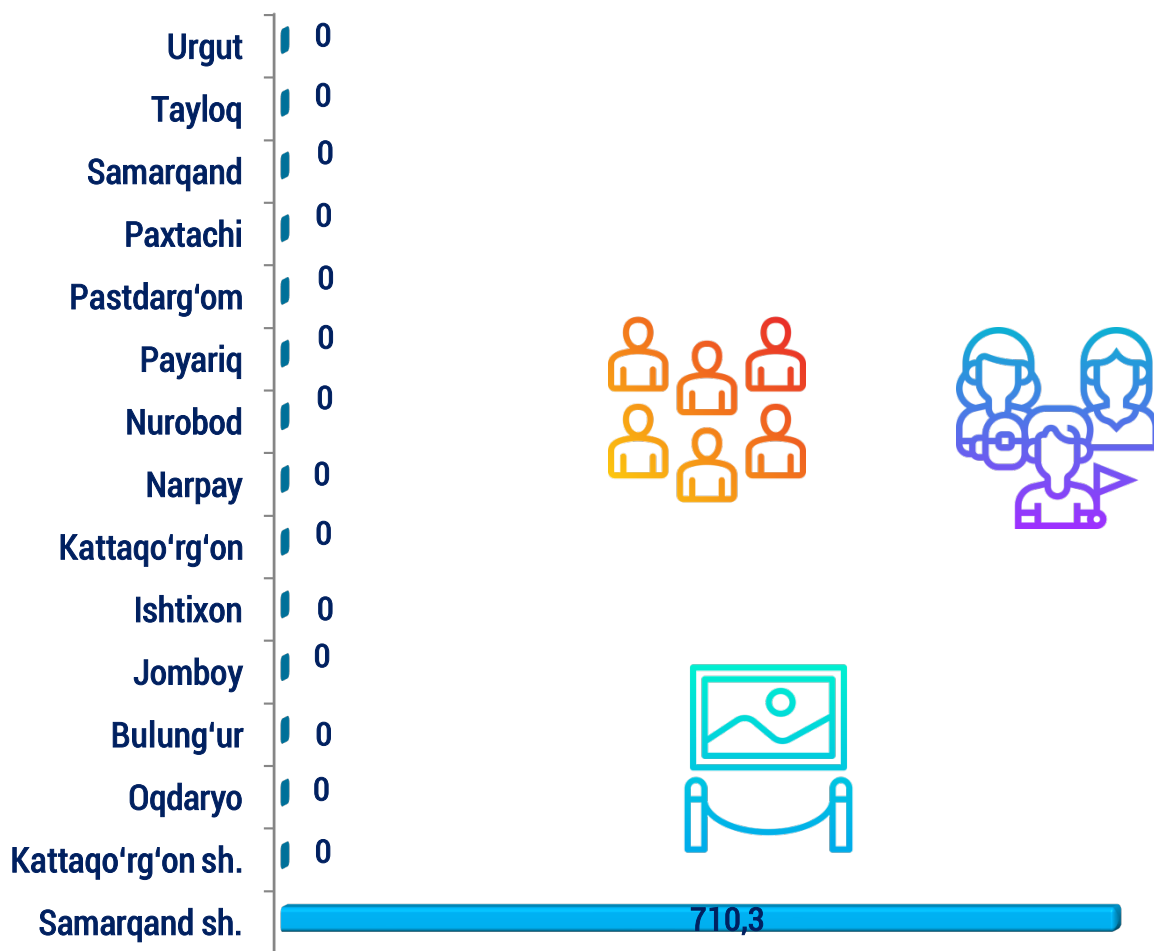 Urgut 0
Tayloq 0
Samarqand 0
Paxtachi 0
Pastdarg‘om 0
Payariq 0
Nurobod 0
Narpay 0
Kattaqo‘rg‘on 0
Ishtixon 0
Jomboy 0
Bulung‘ur 0
Oqdaryo 0
Kattaqo‘rg‘on sh. 0
Samarqand sh. 710,3